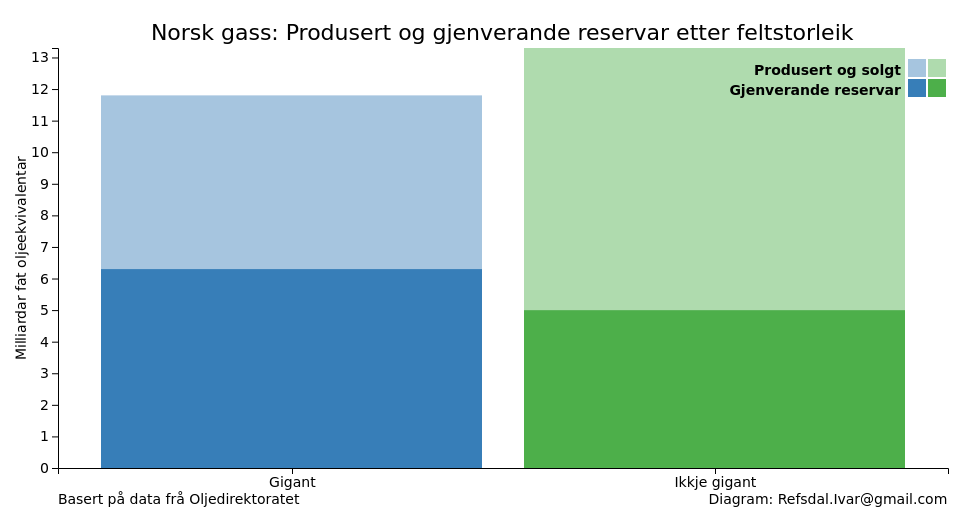 Norsk gass: Produsert og gjenverande reservar etter feltstorleik
Produsert og solgt
Gjenverande reservar
Milliardar fat oljeekvivalentar
13
12
11
10
9
8
7
6
5
4
3
2
1
0
Gigant
Ikkje gigant
Basert på data frå Oljedirektoratet
Diagram: Refsdal.Ivar@gmail.com